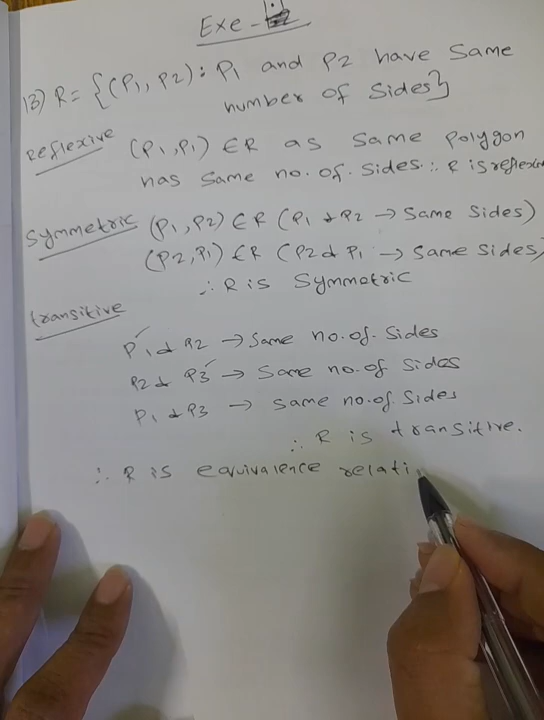 Exe -
13) R = {(P1, P2) : P1 and P2 have same
number of sides}
Reflexive (P1, P1) ∈ R as same polygon
has same no. of. sides. ∴ R is reflexive
Symmetric (P1, P2) ∈ R (P1 & P2 → Same sides)
(P2, P1) ∈ R (P2 & P1 → Same sides)
∴ R is Symmetric
transitive
P1 & P2 → Same no. of. Sides
P2 & P3 → Same no. of Sides
P1 & P3 → Same no. of Sides
∴ R is transitive.
∴ R is equivalence relati